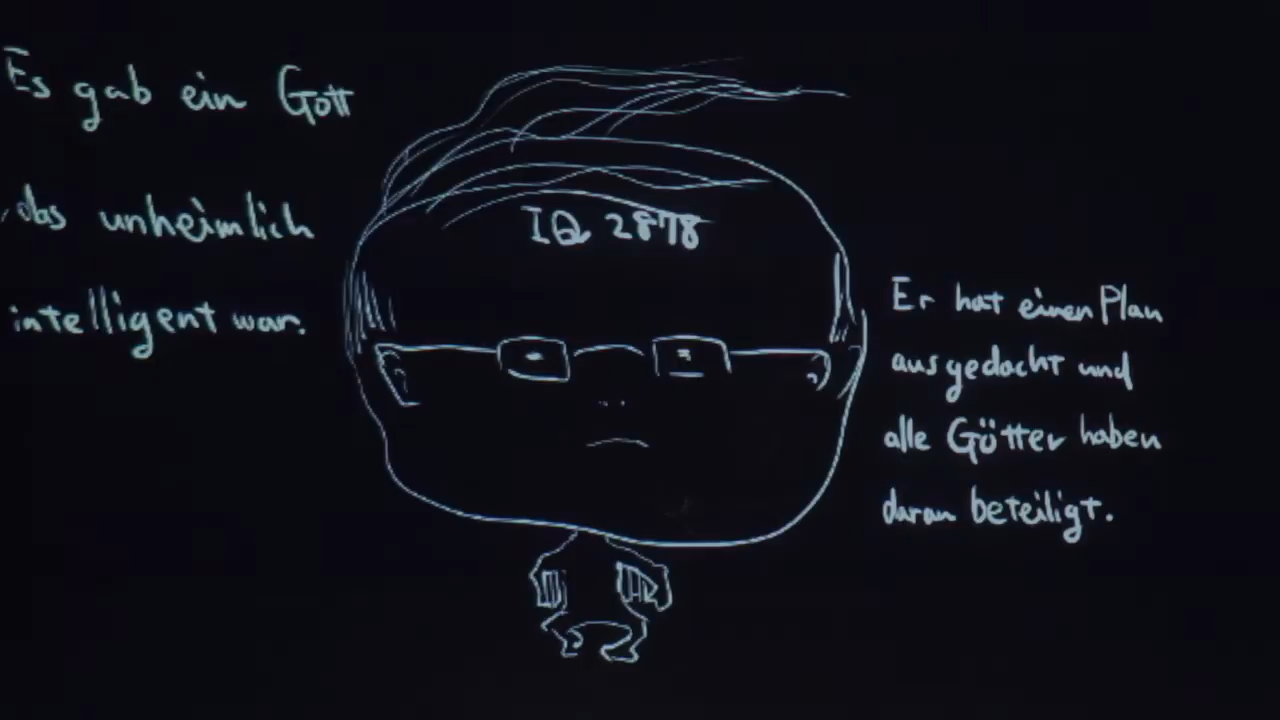 Es gab ein Gott
, das unheimlich
intelligent war.
IQ 2878
Er hat einen Plan
ausgedacht und
alle Götter haben
daran beteiligt.